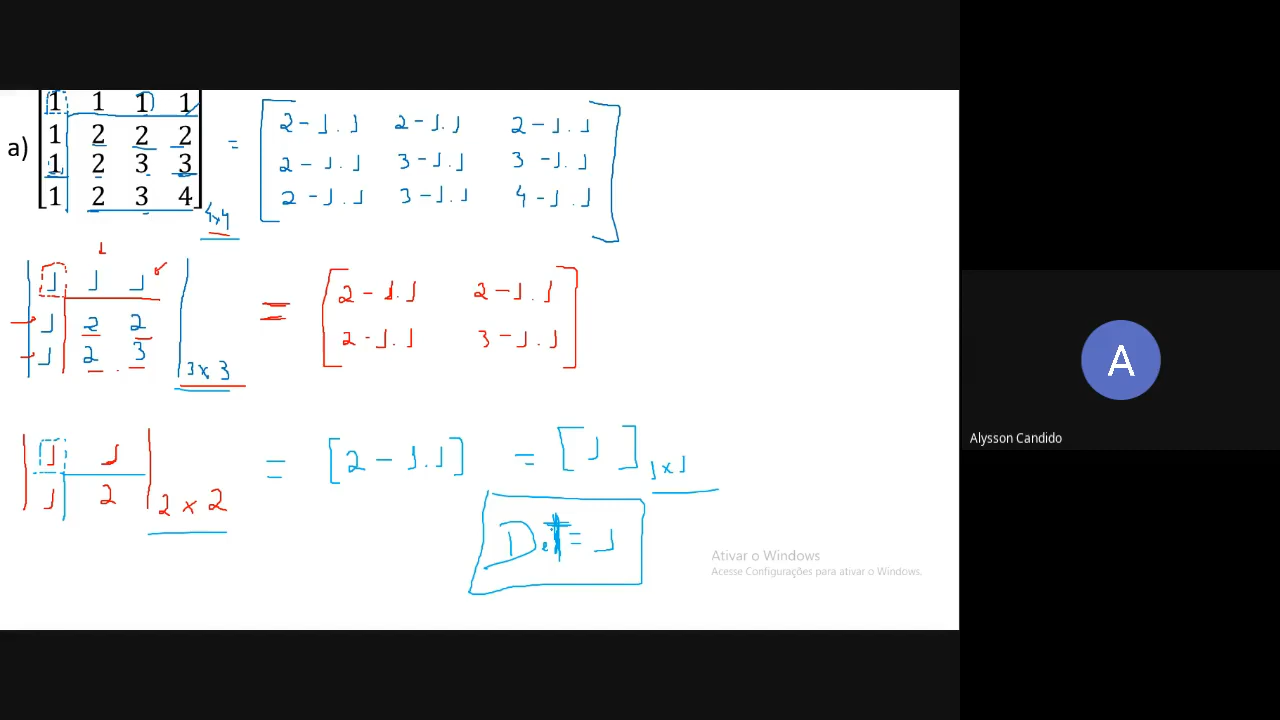 a)
1 1 1 1
1 2 2 2
1 2 3 3
1 2 3 4
4x4
=
2 - 1.1 2 - 1.1 2 - 1.1
2 - 1.1 3 - 1.1 3 - 1.1
2 - 1.1 3 - 1.1 4 - 1.1
1 1 1
1 2 2
1 2 3
3x3
=
2 - 1.1 2 - 1.1
2 - 1.1 3 - 1.1
1 1
1 2
2x2
= [2 - 1.1] = [1] 1x1
Det = 1
Ativar o Windows
Acesse Configurações para ativar o Windows.
A
Alysson Candido